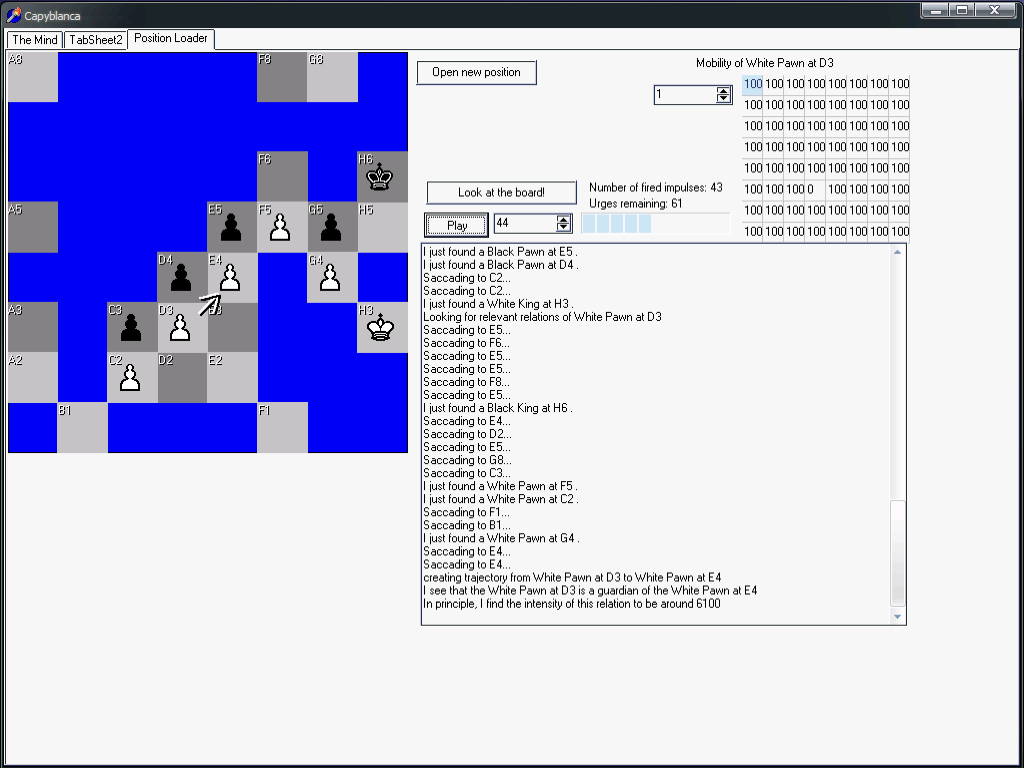 Capyblanca
The Mind TabSheet2 Position Loader
A8 F8 G8
F6 H6
A5 E5 F5 G5 H5
D4 E4 G4
A3 C3 D3 E3 H3
A2 C2 D2 E2
B1 F1
Open new position
Mobility of White Pawn at D3
1
100 100 100 100 100 100 100 100
100 100 100 100 100 100 100 100
100 100 100 100 100 100 100 100
100 100 100 100 100 100 100 100
100 100 100 100 100 100 100 100
100 100 100 0 100 100 100 100
100 100 100 100 100 100 100 100
100 100 100 100 100 100 100 100
Look at the board!
Number of fired impulses: 43
Urges remaining: 61
Play
44
I just found a Black Pawn at E5 .
I just found a Black Pawn at D4 .
Saccading to C2...
Saccading to C2...
I just found a White King at H3 .
Looking for relevant relations of White Pawn at D3
Saccading to E5...
Saccading to F6...
Saccading to E5...
Saccading to E5...
Saccading to F8...
Saccading to E5...
I just found a Black King at H6 .
Saccading to E4...
Saccading to D2...
Saccading to E5...
Saccading to G8...
Saccading to C3...
I just found a White Pawn at F5 .
I just found a White Pawn at C2 .
Saccading to F1...
Saccading to B1...
I just found a White Pawn at G4 .
Saccading to E4...
Saccading to E4...
creating trajectory from White Pawn at D3 to White Pawn at E4
I see that the White Pawn at D3 is a guardian of the White Pawn at E4
In principle, I find the intensity of this relation to be around 6100